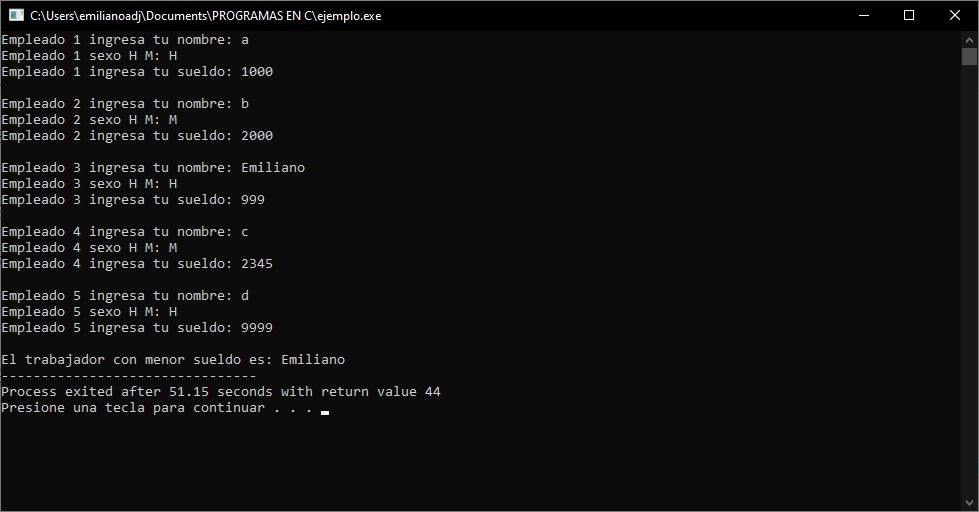 C:\Users\emilianoadj\Documents\PROGRAMAS EN C\ejemplo.exe
Empleado 1 ingresa tu nombre: a
Empleado 1 sexo H M: H
Empleado 1 ingresa tu sueldo: 1000
Empleado 2 ingresa tu nombre: b
Empleado 2 sexo H M: M
Empleado 2 ingresa tu sueldo: 2000
Empleado 3 ingresa tu nombre: Emiliano
Empleado 3 sexo H M: H
Empleado 3 ingresa tu sueldo: 999
Empleado 4 ingresa tu nombre: c
Empleado 4 sexo H M: M
Empleado 4 ingresa tu sueldo: 2345
Empleado 5 ingresa tu nombre: d
Empleado 5 sexo H M: H
Empleado 5 ingresa tu sueldo: 9999
El trabajador con menor sueldo es: Emiliano
--------------------------------
Process exited after 51.15 seconds with return value 44
Presione una tecla para continuar . . .